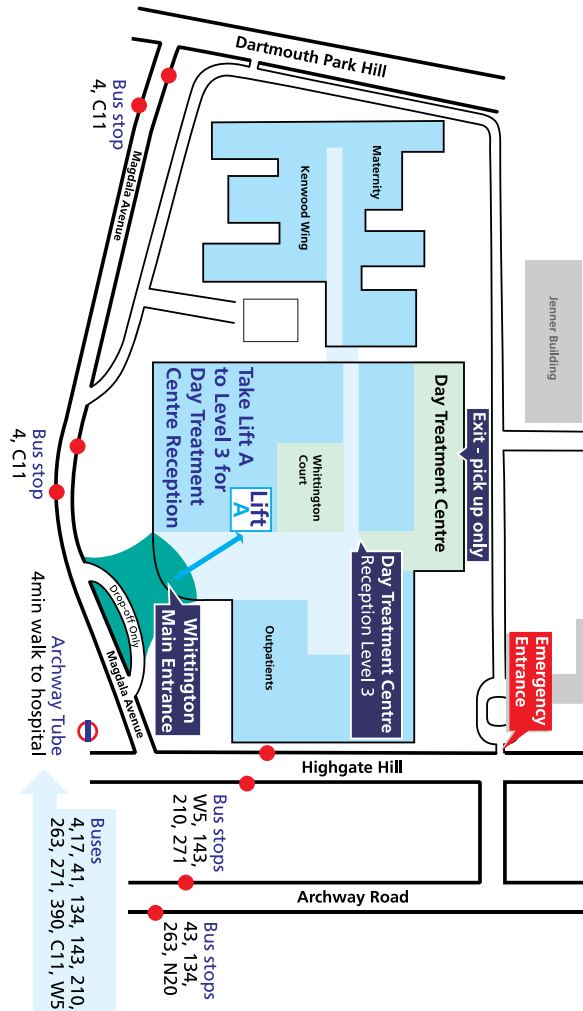 Dartmouth Park Hill
Bus stop
4, C11
Magdala Avenue
Maternity
Kenwood Wing
Jenner Building
Take Lift A
to Level 3 for
Day Treatment
Centre Reception
Whittington
Court
Day Treatment Centre
Exit - pick up only
Lift
A
Day Treatment Centre
Reception Level 3
Bus stop
4, C11
Drop-off Only
Whittington
Main Entrance
Outpatients
Emergency
Entrance
Magdala Avenue
Archway Tube
4min walk to hospital
Highgate Hill
Bus stops
W5, 143,
210, 271
Archway Road
Bus stops
43, 134,
263, N20
Buses
4,17, 41, 134, 143, 210,
263, 271, 390, C11, W5